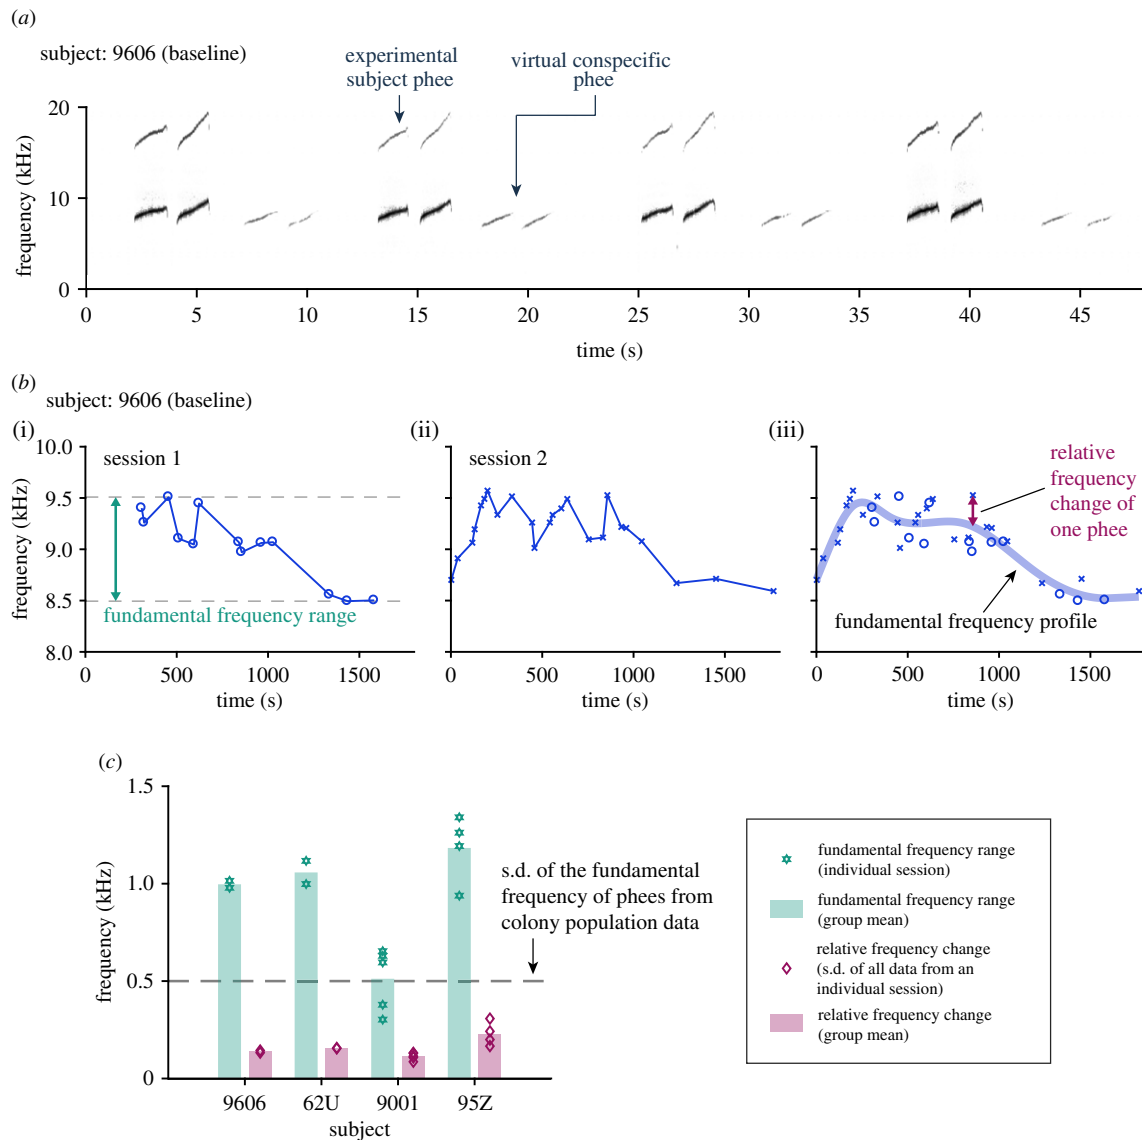 (a)
subject: 9606 (baseline)
experimental
subject phee
virtual conspecific
phee
frequency (kHz)
20
10
0
0 5 10 15 20 25 30 35 40 45
time (s)
(b)
subject: 9606 (baseline)
(i)
session 1
frequency (kHz)
10.0
9.5
9.0
8.5
8.0
fundamental frequency range
0 500 1000 1500
time (s)
(ii)
session 2
0 500 1000 1500
time (s)
(iii)
relative
frequency
change of
one phee
fundamental frequency profile
0 500 1000 1500
time (s)
(c)
frequency (kHz)
1.5
1.0
0.5
0
s.d. of the fundamental
frequency of phees from
colony population data
9606 62U 9001 95Z
subject
fundamental frequency range
(individual session)
fundamental frequency range
(group mean)
relative frequency change
(s.d. of all data from an
individual session)
relative frequency change
(group mean)